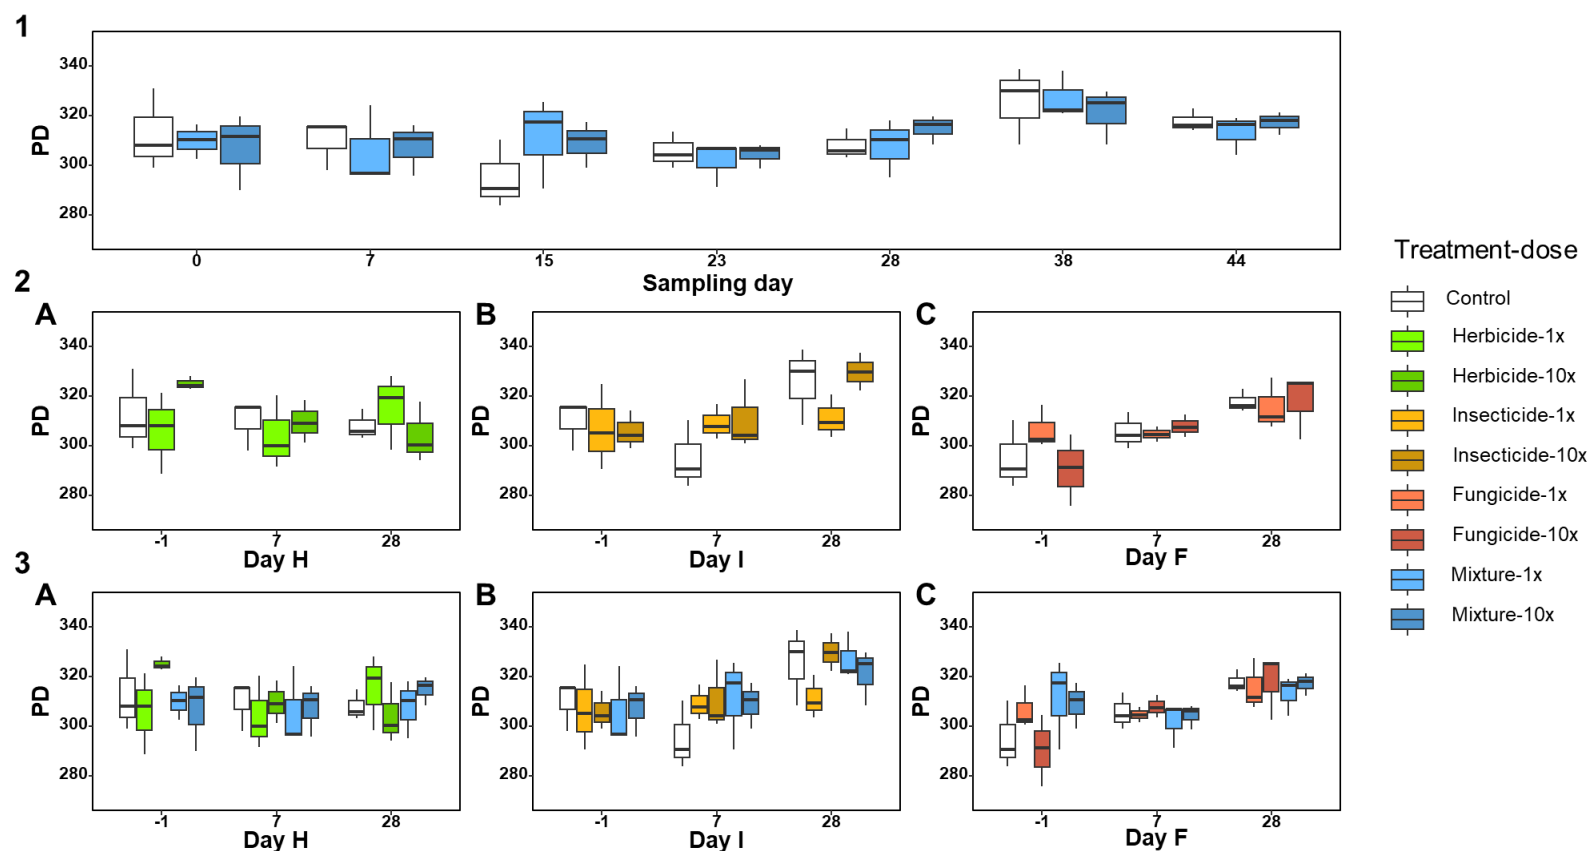 1
PD
340
320
300
280
0 7 15 23 28 38 44
Sampling day
2
A B C
PD
340
320
300
280
-1 7 28
Day H
PD
340
320
300
280
-1 7 28
Day I
PD
340
320
300
280
-1 7 28
Day F
3
A B C
PD
340
320
300
280
-1 7 28
Day H
PD
340
320
300
280
-1 7 28
Day I
PD
340
320
300
280
-1 7 28
Day F
Treatment-dose
Control
Herbicide-1x
Herbicide-10x
Insecticide-1x
Insecticide-10x
Fungicide-1x
Fungicide-10x
Mixture-1x
Mixture-10x